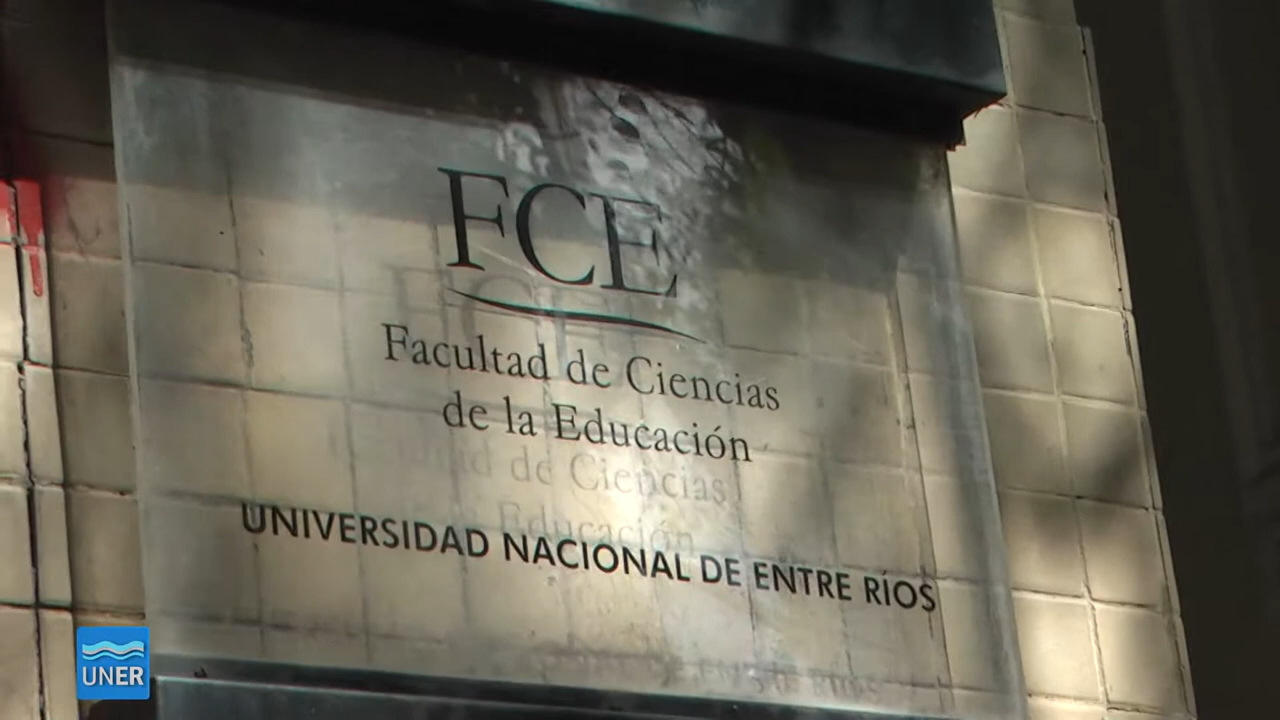 FCE
Facultad de Ciencias
de la Educación
UNIVERSIDAD NACIONAL DE ENTRE RÍOS
UNER